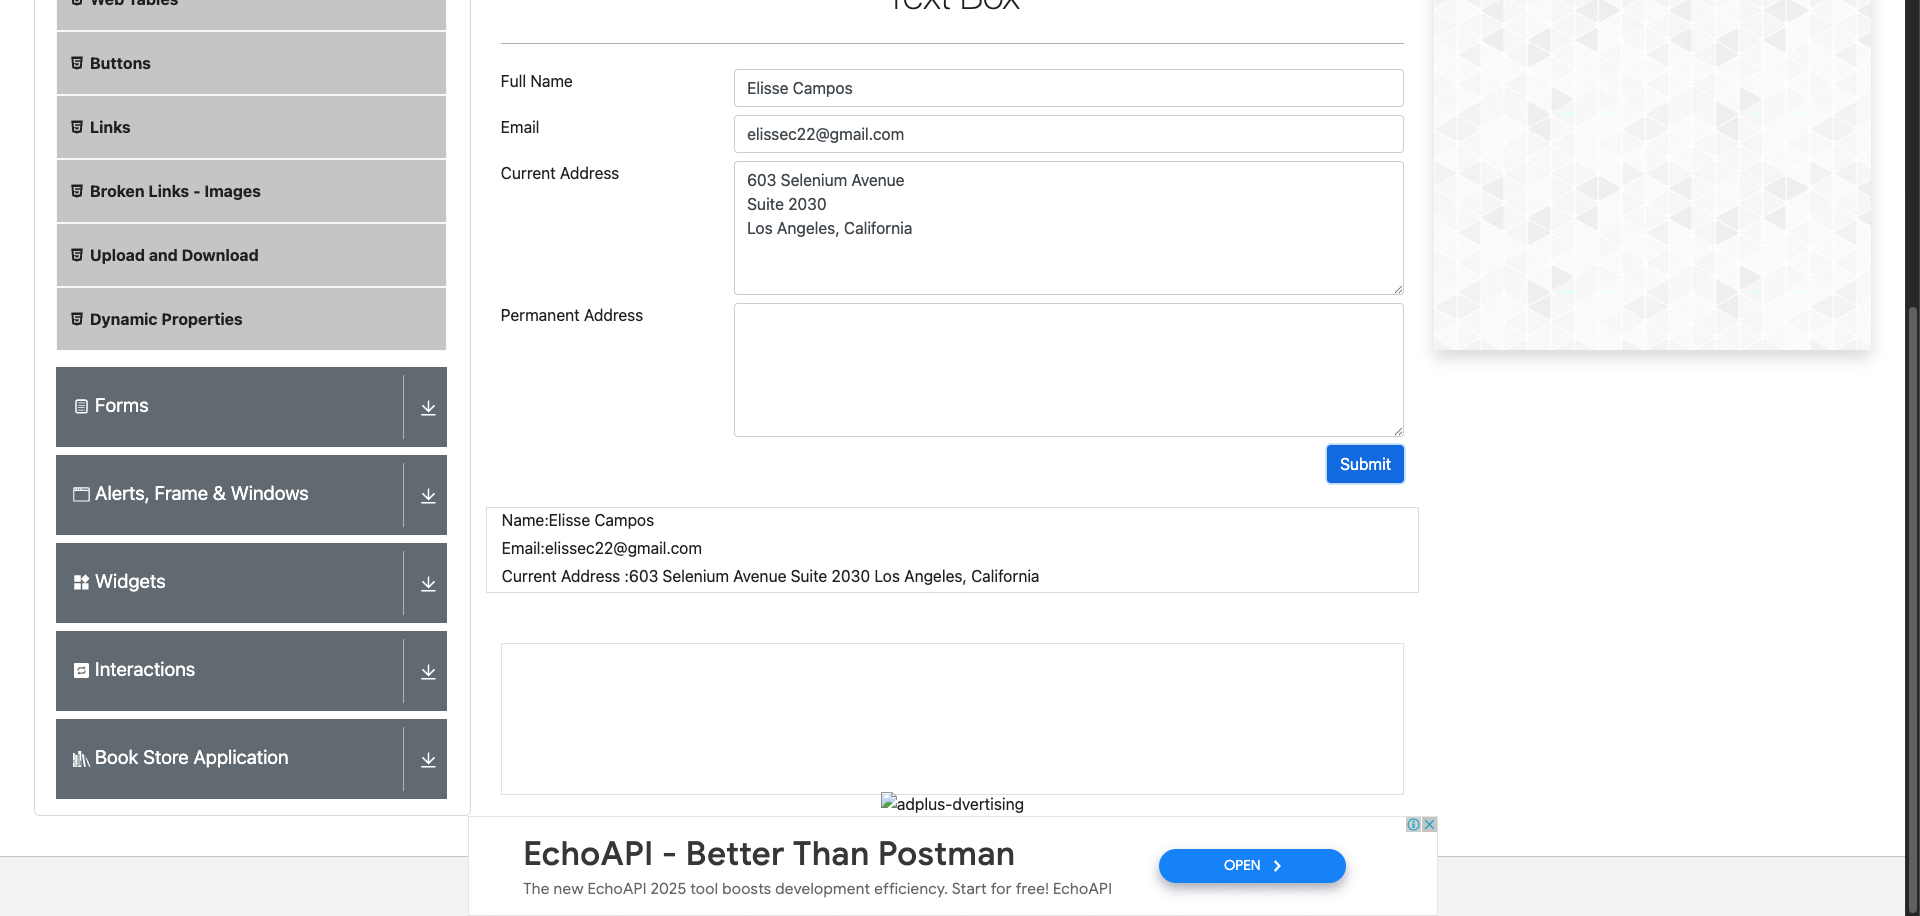 Web Tables
Text Box
Buttons
Links
Broken Links - Images
Upload and Download
Dynamic Properties
Forms
Alerts, Frame & Windows
Widgets
Interactions
Book Store Application
Full Name
Elisse Campos
Email
elissec22@gmail.com
Current Address
603 Selenium Avenue
Suite 2030
Los Angeles, California
Permanent Address
Submit
Name:Elisse Campos
Email:elissec22@gmail.com
Current Address :603 Selenium Avenue Suite 2030 Los Angeles, California
adplus-dvertising
EchoAPI - Better Than Postman
The new EchoAPI 2025 tool boosts development efficiency. Start for free! EchoAPI
OPEN